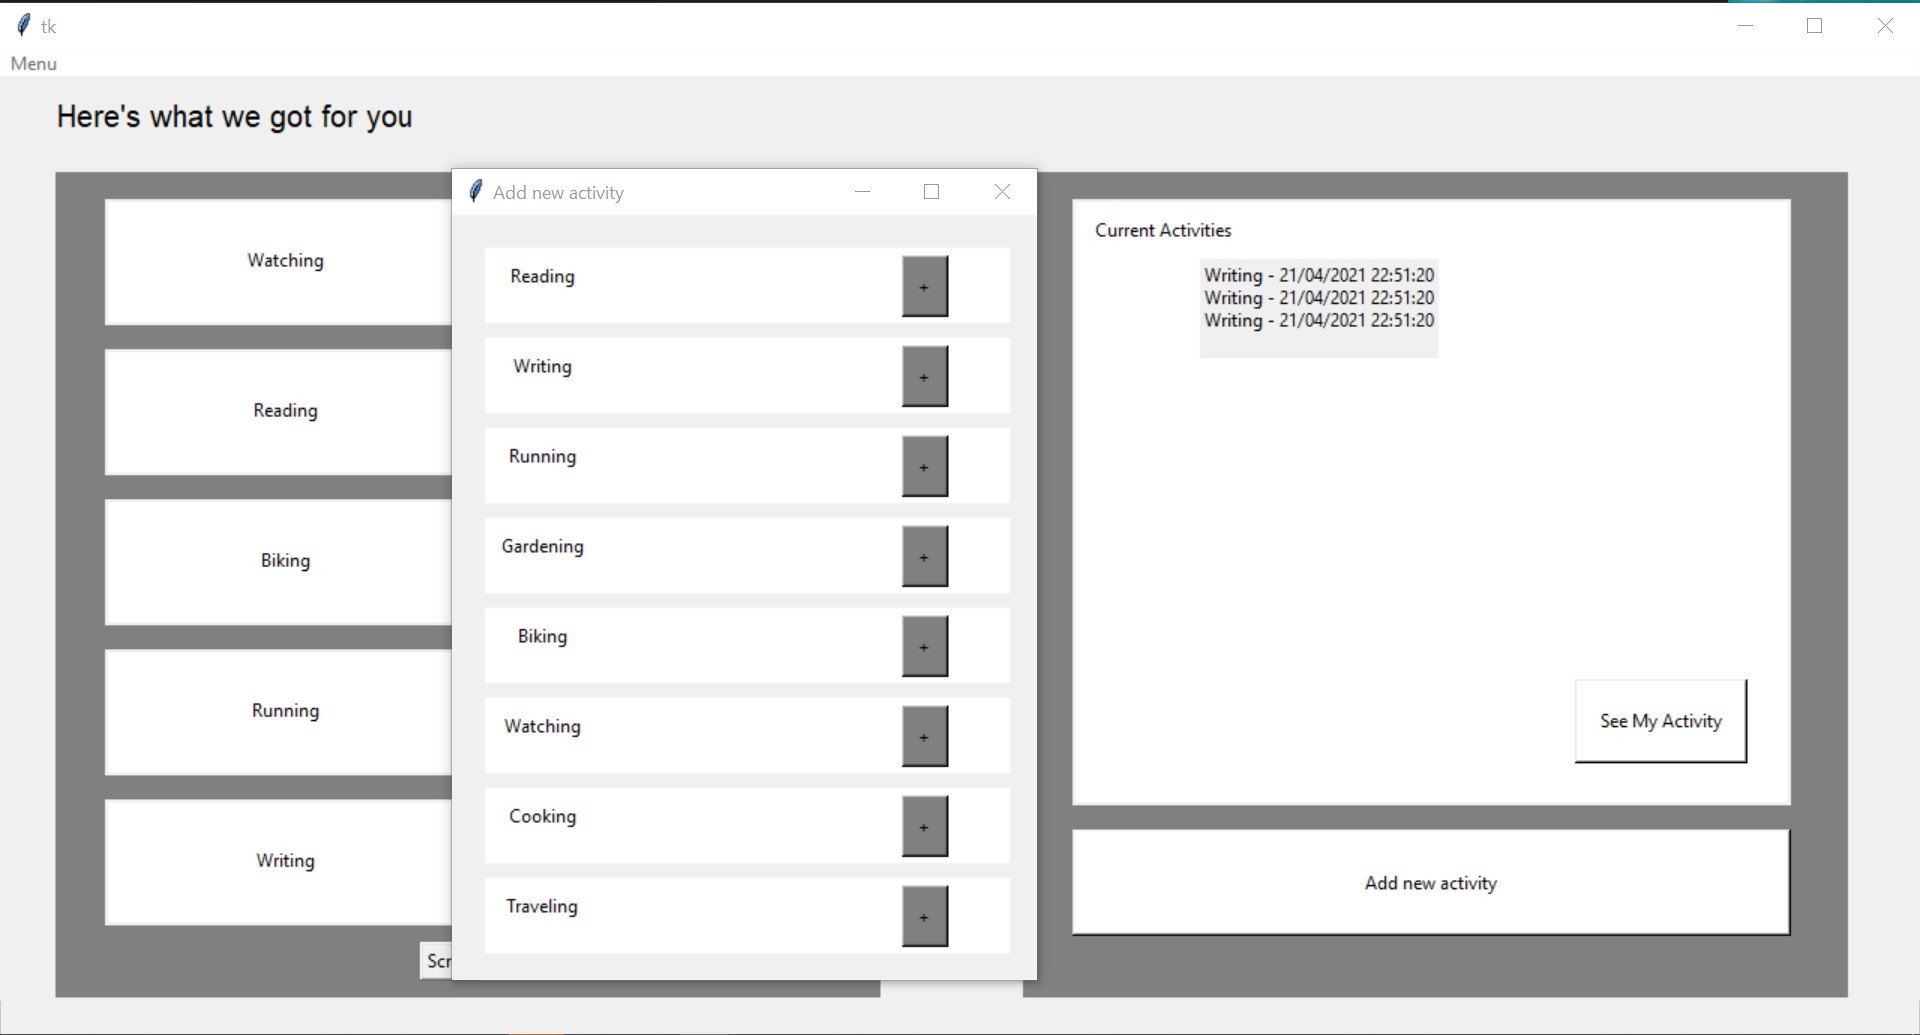 tk
Menu
Here's what we got for you
Watching
Reading
Biking
Running
Writing
Add new activity
Reading +
Writing +
Running +
Gardening +
Biking +
Watching +
Cooking +
Traveling +
Current Activities
Writing - 21/04/2021 22:51:20
Writing - 21/04/2021 22:51:20
Writing - 21/04/2021 22:51:20
See My Activity
Add new activity